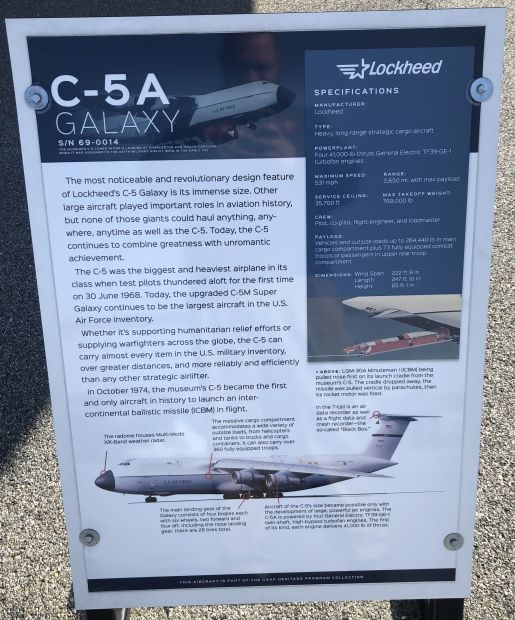 C-5A
GALAXY
S/N 69-0014
The most noticeable and revolutionary design feature
of Lockheed's C-5 Galaxy is its immense size. Other
large aircraft played important roles in aviation history,
but none of those giants could haul anything, any-
where, anytime as well as the C-5. Today, the C-5
continues to combine greatness with unromantic
achievement.
The C-5 was the biggest and heaviest airplane in its
class when test pilots thundered aloft for the first time
on 30 June 1968. Today, the upgraded C-5M Super
Galaxy continues to be the largest aircraft in the U.S.
Air Force inventory.
Whether it's supporting humanitarian relief efforts or
supplying warfighters across the globe, the C-5 can
carry almost every item in the U.S. military inventory,
over greater distances, and more reliably and efficiently
than any other strategic airlifter.
In October 1974, the museum's C-5 became the first
and only aircraft in history to launch an inter-
continental ballistic missile (ICBM) in flight.
Lockheed
SPECIFICATIONS
MANUFACTURER:
Lockheed
TYPE:
Heavy, long-range strategic cargo aircraft
POWERPLANT:
Four 41,000-lb thrust General Electric TF39-GE-1
turbofan engines
MAXIMUM SPEED: RANGE:
531 mph 2,650 mi. with max payload
SERVICE CEILING: MAX TAKEOFF WEIGHT:
35,700 ft 769,000 lb
CREW:
Pilot, co-pilot, flight engineer, and loadmaster
PAYLOAD:
Vehicles and outsize loads up to 264,440 lb in main
cargo compartment plus 73 fully equipped combat
troops or passengers in upper rear troop
compartment
DIMENSIONS: Wing Span 222 ft 9 in
Length 247 ft 10 in
Height 65 ft 1 in
ABOVE: LGM-30A Minuteman I (ICBM) being
pulled nose first on its launch cradle from the
museum's C-5. The cradle dropped away, the
missile was pulled vertical by parachutes, then
its rocket motor was fired.
In the T-tail is an air
data recorder as well
as a flight data and
crash recorder—the
so-called "Black Box."
The massive cargo compartment
accommodates a wide variety of
outsize loads, from helicopters
and tanks to trucks and cargo
containers. It can also carry over
360 fully equipped troops.
The radome houses Multi-Mode
X/K-Band weather radar.
U.S. AIR FORCE
The main landing gear of the
Galaxy consists of four bogies each
with six wheels, two forward and
four aft. Including the nose landing
gear, there are 28 tires total.
Aircraft of the C-5's size became possible only with
the development of large, powerful jet engines. The
C-5A is powered by four General Electric TF39-GE-1
twin-shaft, high-bypass turbofan engines. The first
of its kind, each engine delivers 41,000 lb of thrust.
THIS AIRCRAFT IS PART OF THE USAF HERITAGE PROGRAM COLLECTION